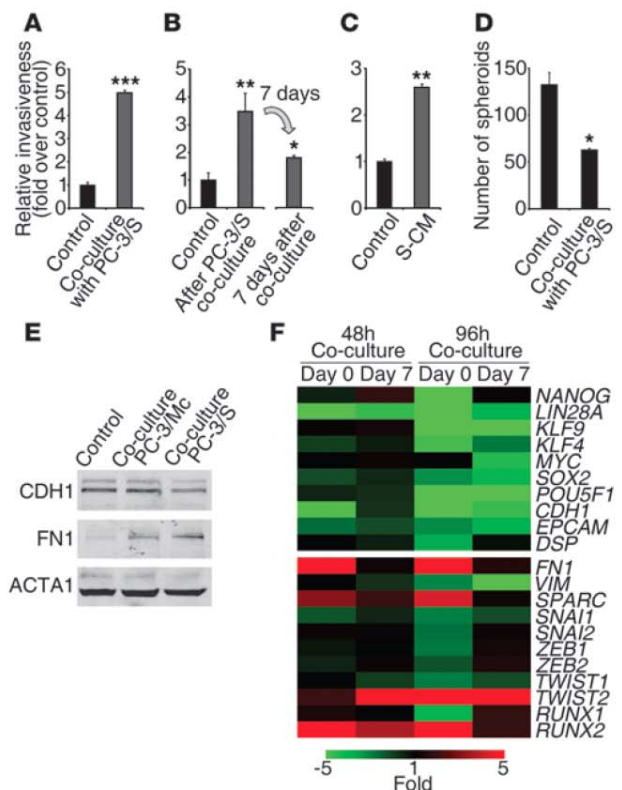 A
Relative invasiveness
(fold over control)
6
5
4
3
2
1
0
***
Control
Co-culture
with PC-3/S
B
5
4
3
2
1
0
**
7 days
*
Control
After PC-3/S
co-culture
7 days after
co-culture
C
3
2
1
0
**
Control
S-CM
D
Number of spheroids
150
100
50
0
*
Control
Co-culture
with PC-3/S
E
Control
Co-culture
PC-3/Mc
Co-culture
PC-3/S
CDH1
FN1
ACTA1
F
48h 96h
Co-culture Co-culture
Day 0 Day 7 Day 0 Day 7
NANOG
LIN28A
KLF9
KLF4
MYC
SOX2
POU5F1
CDH1
EPCAM
DSP
FN1
VIM
SPARC
SNAI1
SNAI2
ZEB1
ZEB2
TWIST1
TWIST2
RUNX1
RUNX2
-5 1 5
Fold